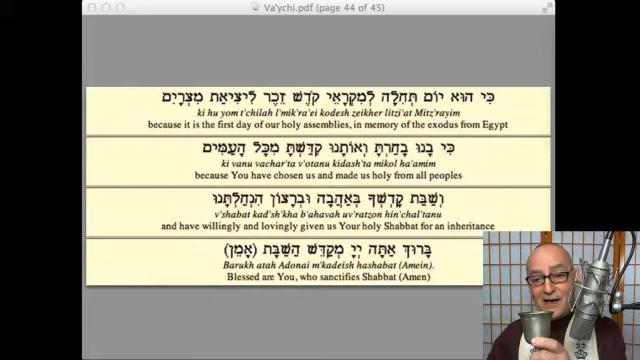 Va'ychi.pdf (page 44 of 45)
כִּי הוּא יוֹם תְּחִלָּה לְמִקְרָאֵי קֹדֶשׁ זֵכֶר לִיצִיאַת מִצְרָיִם
ki hu yom t'chilah l'mik'ra'ei kodesh zeikher litzi'at Mitz'rayim
because it is the first day of our holy assemblies, in memory of the exodus from Egypt
כִּי בָנוּ בָחַרְתָּ וְאוֹתָנוּ קִדַּשְׁתָּ מִכָּל הָעַמִּים
ki vanu vachar'ta v'otanu kidash'ta mikol ha'amim
because You have chosen us and made us holy from all peoples
וְשַׁבַּת קָדְשְׁךָ בְּאַהֲבָה וּבְרָצוֹן הִנְחַלְתָּנוּ
v'shabat kad'sh'kha b'ahavah uv'ratzon hin'chal'tanu
and have willingly and lovingly given us Your holy Shabbat for an inheritance
בָּרוּךְ אַתָּה יְיָ מְקַדֵּשׁ הַשַּׁבָּת (אָמֵן)
Barukh atah Adonai m'kadeish hashabat (Amein).
Blessed are You, who sanctifies Shabbat (Amen)